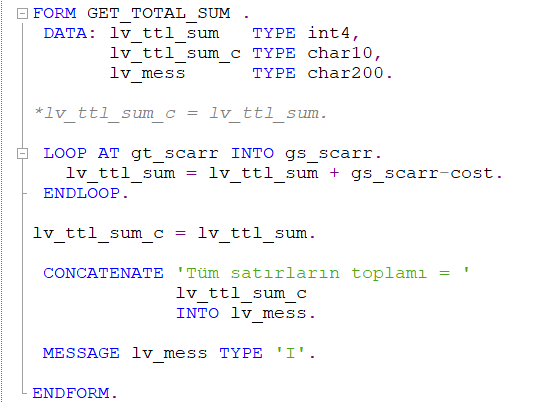 FORM GET_TOTAL_SUM .
DATA: lv_ttl_sum   TYPE int4,
lv_ttl_sum_c TYPE char10,
lv_mess      TYPE char200.
*lv_ttl_sum_c = lv_ttl_sum.
LOOP AT gt_scarr INTO gs_scarr.
lv_ttl_sum = lv_ttl_sum + gs_scarr-cost.
ENDLOOP.
lv_ttl_sum_c = lv_ttl_sum.
CONCATENATE 'Tüm satırların toplamı = '
lv_ttl_sum_c
INTO lv_mess.
MESSAGE lv_mess TYPE 'I'.
ENDFORM.